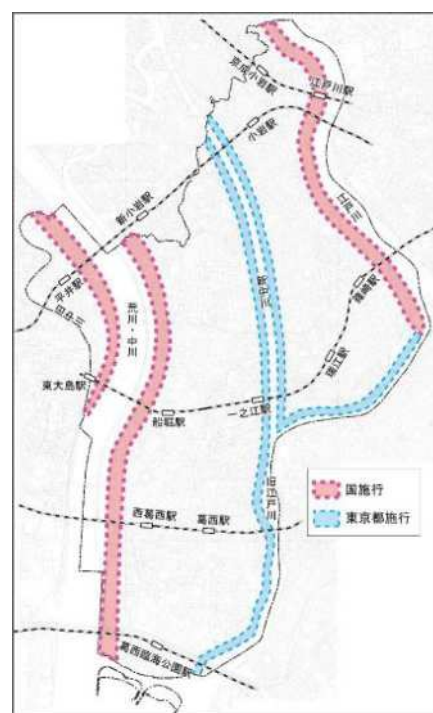 京成小岩駅
江戸川駅
小岩駅
江戸川
新小岩駅
平井駅
旧中川
荒川・中川
新中川
篠崎駅
瑞江駅
東大島駅
船堀駅
一之江駅
旧江戸川
西葛西駅
葛西駅
国施行
東京都施行
葛西臨海公園駅